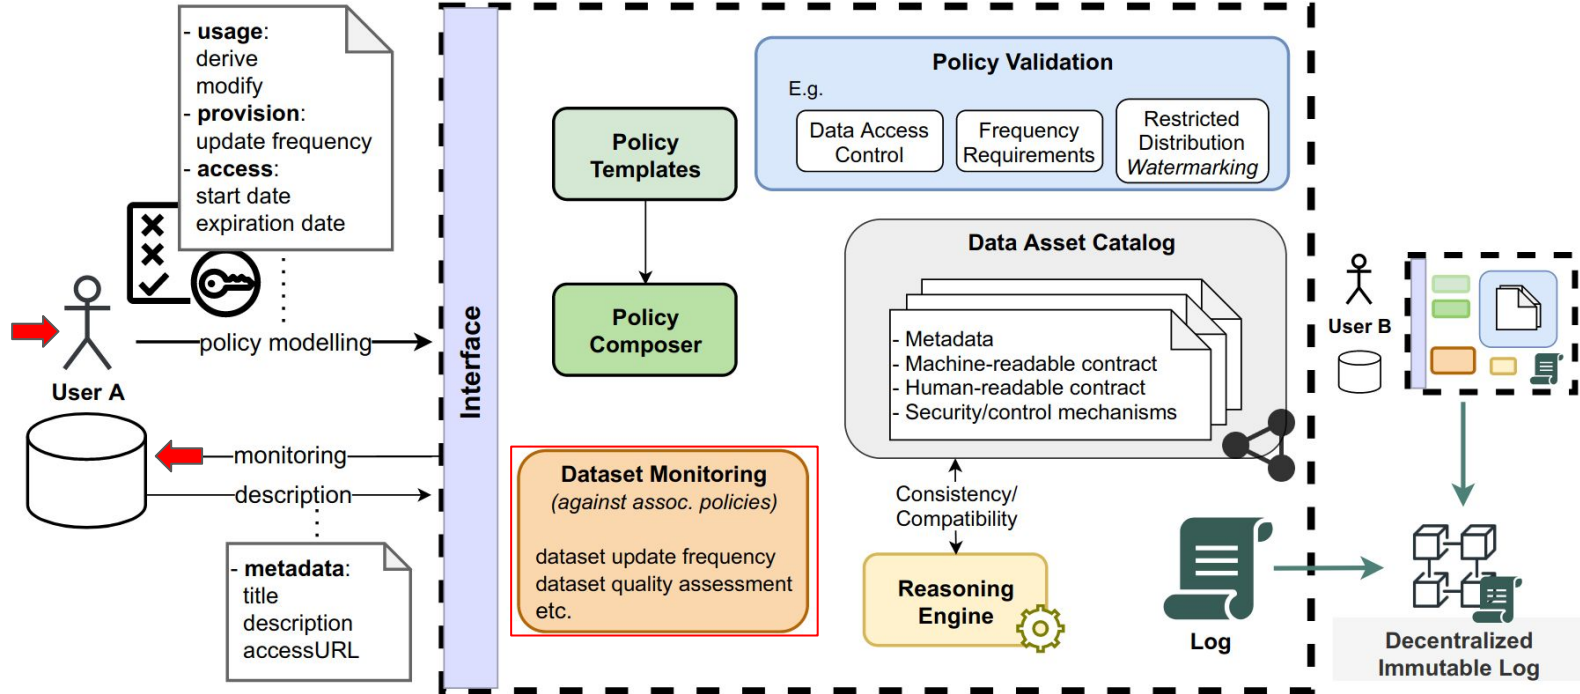 - usage:
derive
modify
- provision:
update frequency
- access:
start date
expiration date
policy modelling
User A
monitoring
description
- metadata:
title
description
accessURL
Interface
Policy
Templates
Policy
Composer
Dataset Monitoring
(against assoc. policies)
dataset update frequency
dataset quality assessment
etc.
Policy Validation
E.g.
Data Access
Control
Frequency
Requirements
Restricted
Distribution
Watermarking
Data Asset Catalog
- Metadata
- Machine-readable contract
- Human-readable contract
- Security/control mechanisms
Consistency/
Compatibility
Reasoning
Engine
Log
User B
Decentralized
Immutable Log